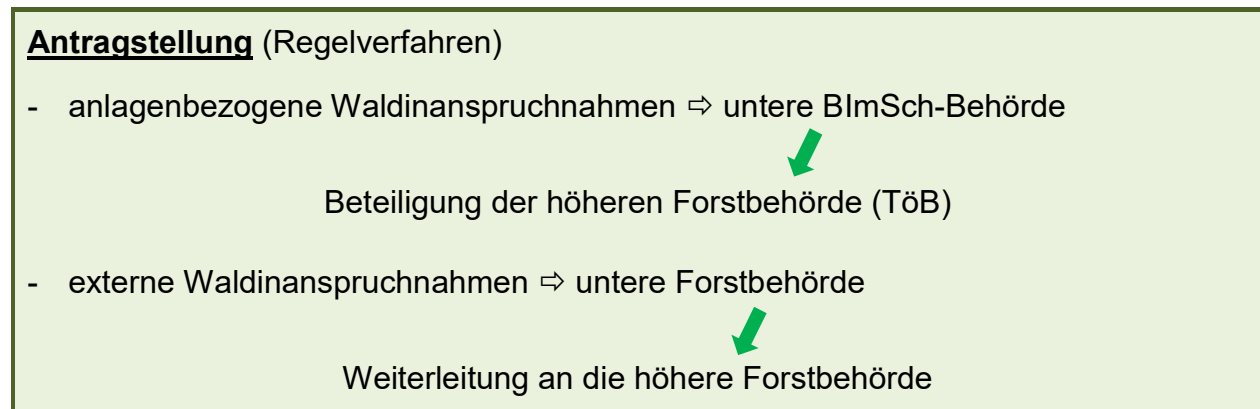 Antragstellung (Regelverfahren)
- anlagenbezogene Waldinanspruchnahmen ⇨ untere BImSch-Behörde
Beteiligung der höheren Forstbehörde (TöB)
- externe Waldinanspruchnahmen ⇨ untere Forstbehörde
Weiterleitung an die höhere Forstbehörde